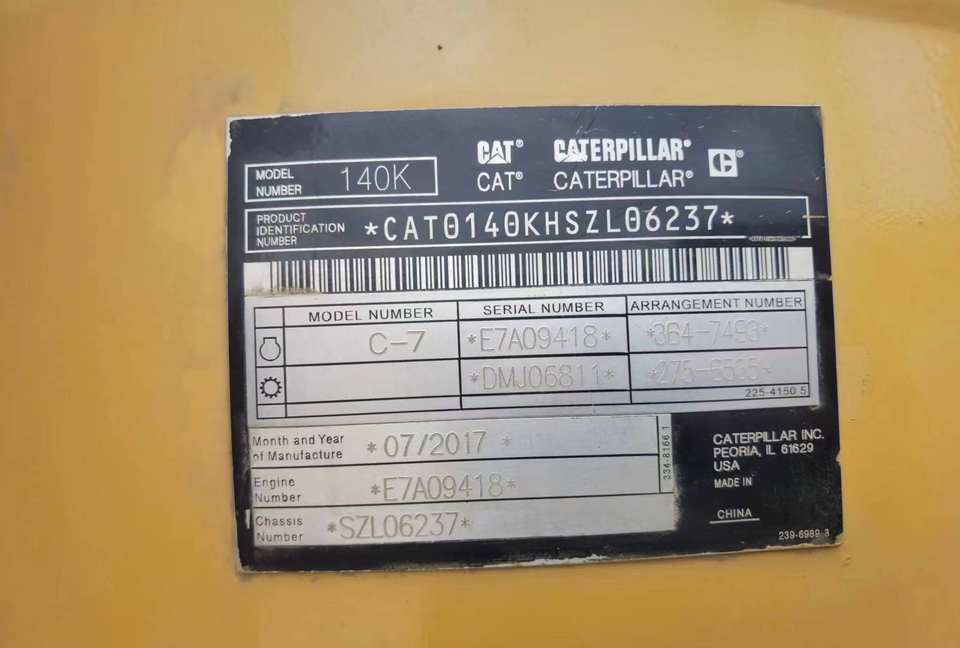 CAT® CATERPILLAR®
MODEL NUMBER 140K
CAT® CATERPILLAR®
PRODUCT IDENTIFICATION NUMBER *CAT0140KHSZL06237*
MODEL NUMBER SERIAL NUMBER ARRANGEMENT NUMBER
C-7 *E7A09418* *364-7493*
*DMJ06811* *275-6535*
225-4150 5
Month and Year of Manufacture *07/2017 *
334-8166 1
Engine Number *E7A09418*
Chassis Number *SZL06237*
CATERPILLAR INC.
PEORIA, IL 61629
USA
MADE IN
CHINA
239-6989 3